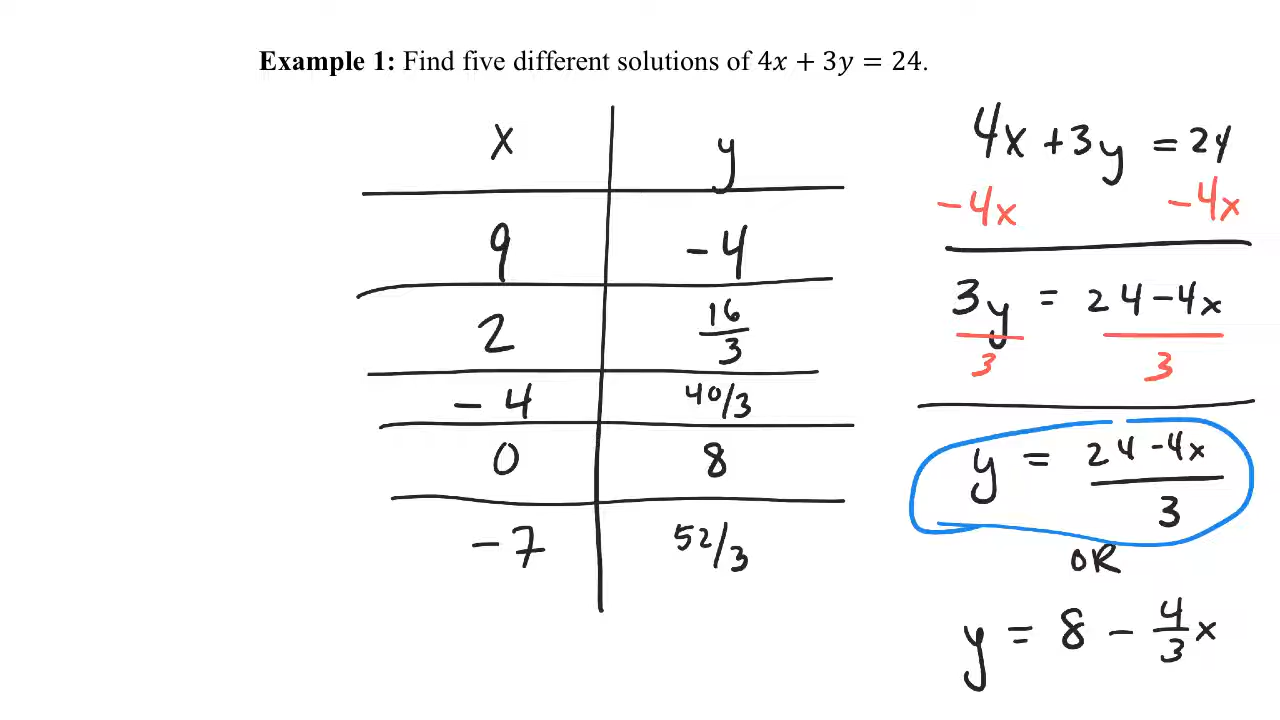 Example 1: Find five different solutions of 4x + 3y = 24.
x y
9 -4
2 16/3
-4 40/3
0 8
-7 52/3
4x + 3y = 24
-4x -4x
3y = 24 - 4x
3 3
y = 24 - 4x
3
OR
y = 8 - 4/3 x